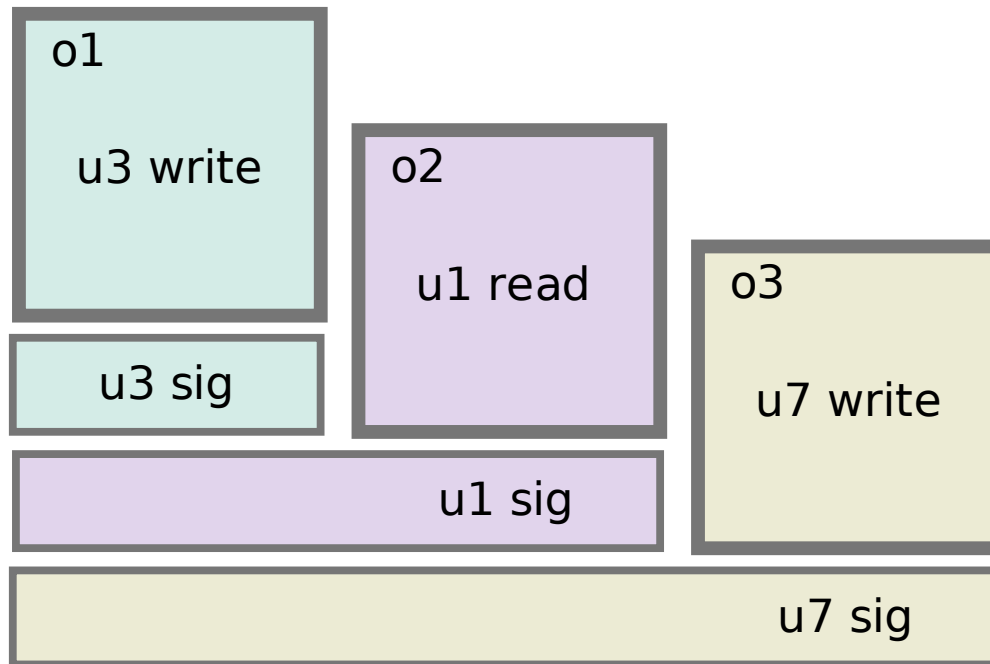 o1
u3 write
u3 sig
o2
u1 read
u1 sig
o3
u7 write
u7 sig